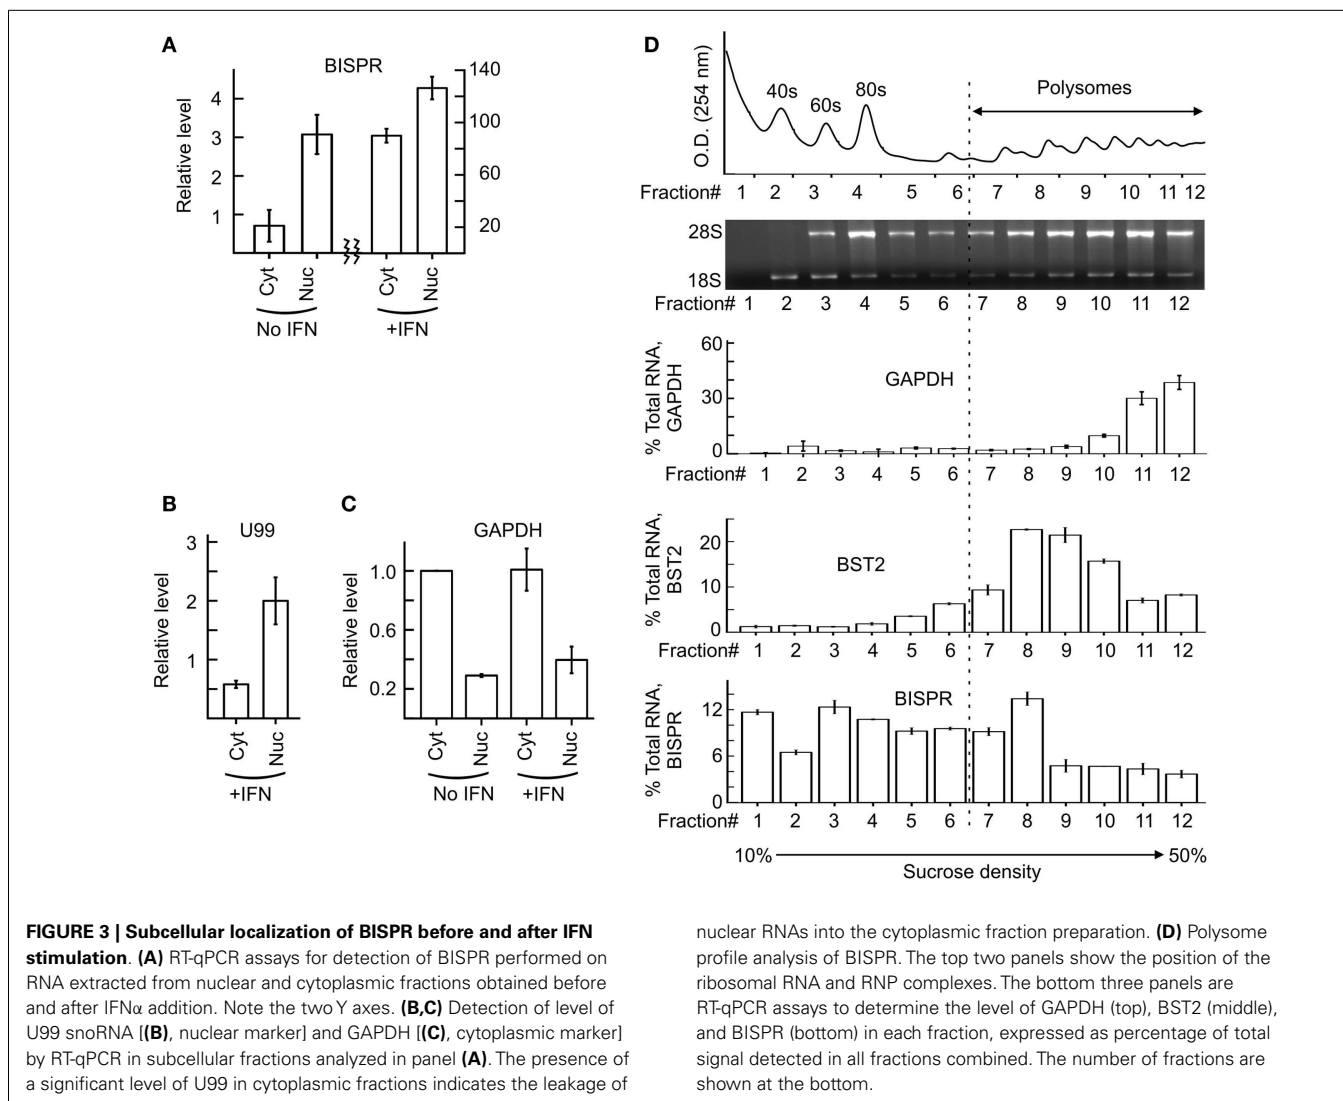 A
BISPR
Relative level
4
3
2
1
140
100
60
20
Cyt
Nuc
Cyt
Nuc
No IFN
+IFN
B
U99
Relative level
3
2
1
Cyt
Nuc
+IFN
C
GAPDH
Relative level
1.0
0.6
0.2
Cyt
Nuc
Cyt
Nuc
No IFN
+IFN
D
O.D. (254 nm)
40s
60s
80s
Polysomes
Fraction# 1 2 3 4 5 6 7 8 9 10 11 12
28S
18S
Fraction# 1 2 3 4 5 6 7 8 9 10 11 12
% Total RNA,
GAPDH
60
30
0
GAPDH
Fraction# 1 2 3 4 5 6 7 8 9 10 11 12
% Total RNA,
BST2
20
10
0
BST2
Fraction# 1 2 3 4 5 6 7 8 9 10 11 12
% Total RNA,
BISPR
12
6
0
BISPR
Fraction# 1 2 3 4 5 6 7 8 9 10 11 12
10% 50%
Sucrose density
FIGURE 3 | Subcellular localization of BISPR before and after IFN
stimulation. (A) RT-qPCR assays for detection of BISPR performed on
RNA extracted from nuclear and cytoplasmic fractions obtained before
and after IFNα addition. Note the two Y axes. (B,C) Detection of level of
U99 snoRNA [(B), nuclear marker] and GAPDH [(C), cytoplasmic marker]
by RT-qPCR in subcellular fractions analyzed in panel (A). The presence of
a significant level of U99 in cytoplasmic fractions indicates the leakage of
nuclear RNAs into the cytoplasmic fraction preparation. (D) Polysome
profile analysis of BISPR. The top two panels show the position of the
ribosomal RNA and RNP complexes. The bottom three panels are
RT-qPCR assays to determine the level of GAPDH (top), BST2 (middle),
and BISPR (bottom) in each fraction, expressed as percentage of total
signal detected in all fractions combined. The number of fractions are
shown at the bottom.